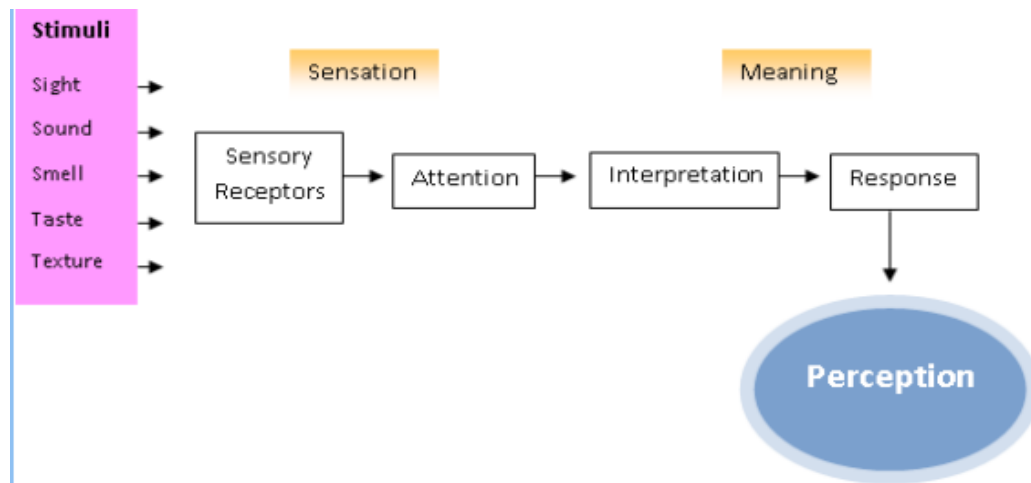 Stimuli
Sight
Sound
Smell
Taste
Texture
Sensation
Meaning
Sensory
Receptors
Attention
Interpretation
Response
Perception